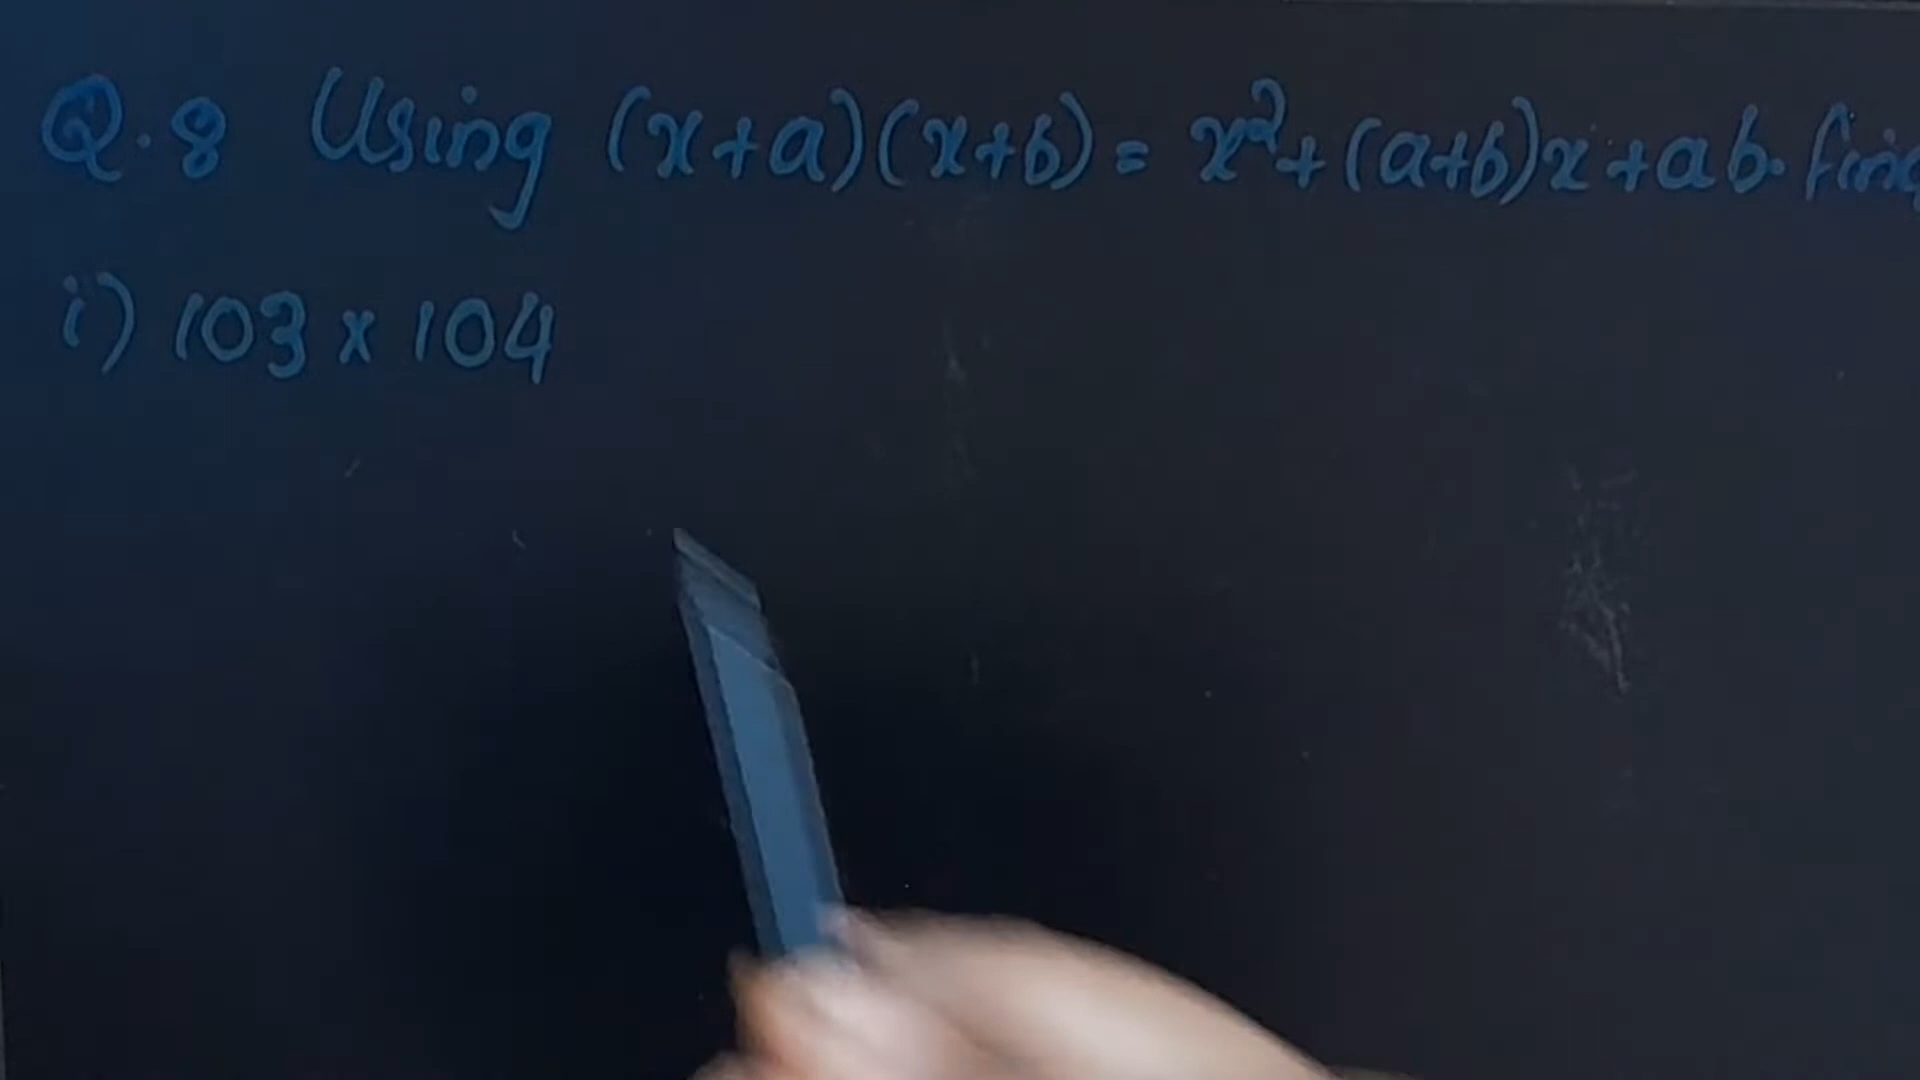 Q.8 Using (x+a)(x+b) = x²+(a+b)x+ab. find
i) 103 x 104